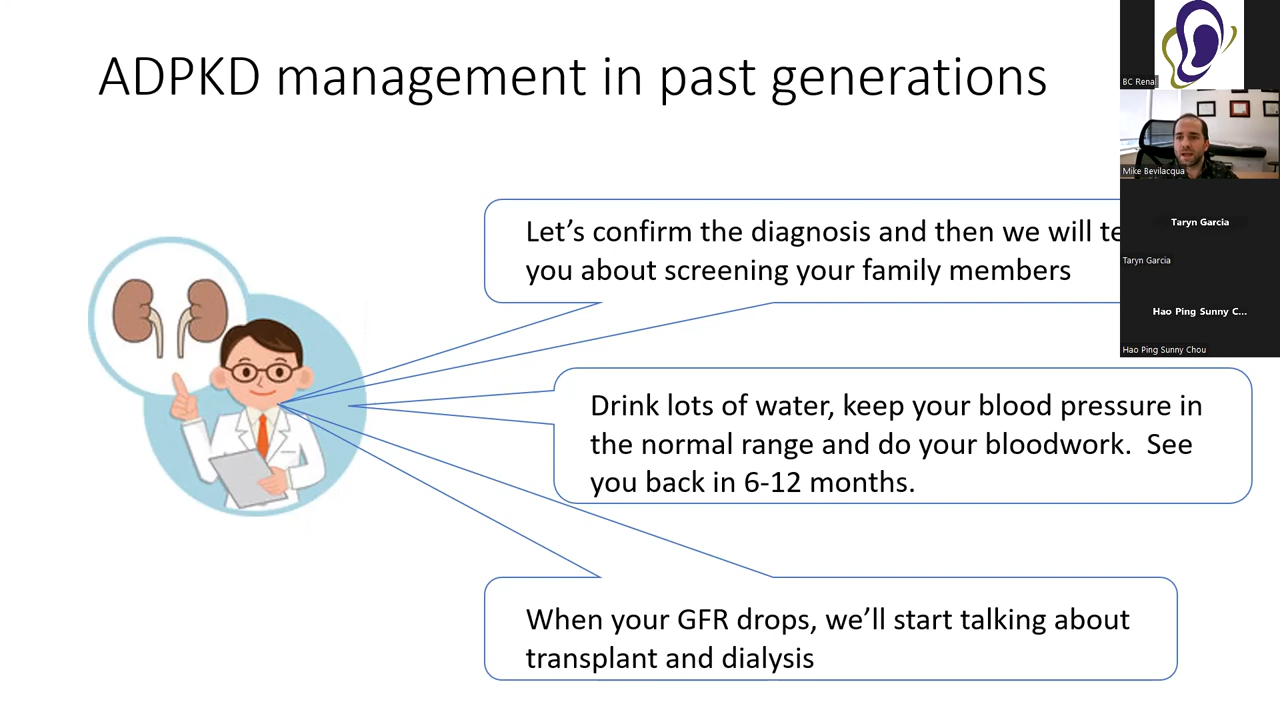 ADPKD management in past generations
Let’s confirm the diagnosis and then we will
you about screening your family members
Drink lots of water, keep your blood pressure in
the normal range and do your bloodwork.  See
you back in 6-12 months.
When your GFR drops, we’ll start talking about
transplant and dialysis
BC Renal
Mike Bevilacqua
Taryn Garcia
Taryn Garcia
Hao Ping Sunny C...
Hao Ping Sunny Chou